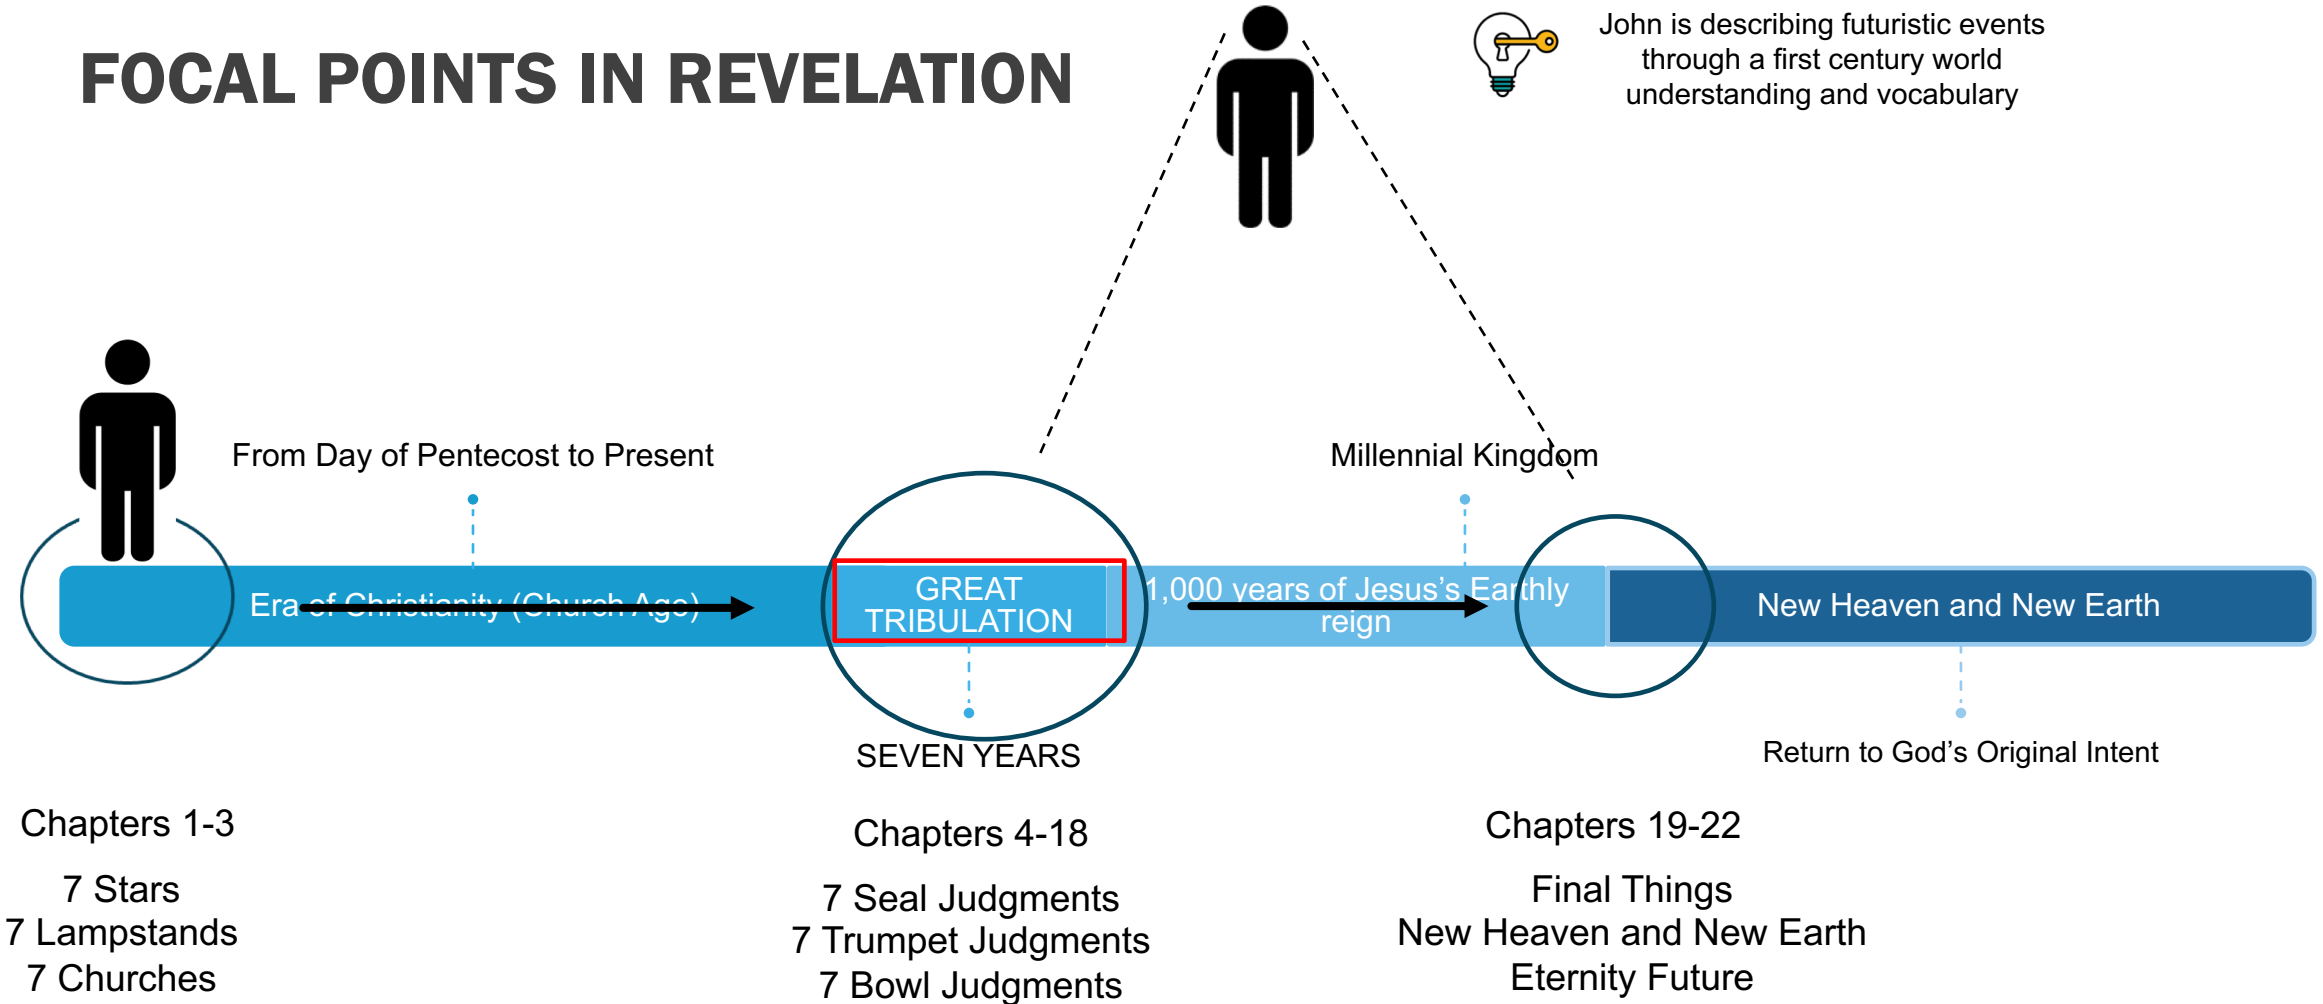 FOCAL POINTS IN REVELATION
John is describing futuristic events
through a first century world
understanding and vocabulary
From Day of Pentecost to Present
Millennial Kingdom
Era of Christianity (Church Age)
GREAT
TRIBULATION
1,000 years of Jesus's Earthly
reign
New Heaven and New Earth
SEVEN YEARS
Return to God's Original Intent
Chapters 1-3
7 Stars
7 Lampstands
7 Churches
Chapters 4-18
7 Seal Judgments
7 Trumpet Judgments
7 Bowl Judgments
Chapters 19-22
Final Things
New Heaven and New Earth
Eternity Future